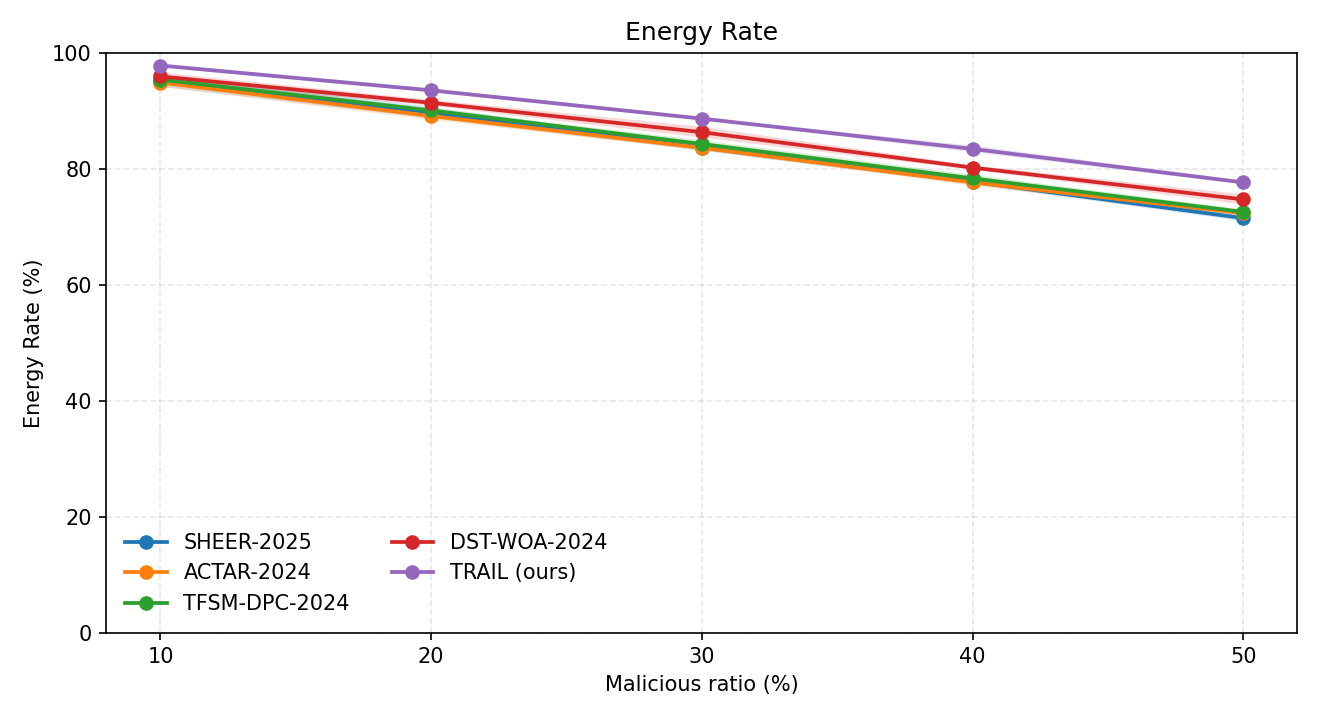 Energy Rate
100
80
60
40
20
0
Energy Rate (%)
SHEER-2025
ACTAR-2024
TFSM-DPC-2024
DST-WOA-2024
TRAIL (ours)
10 20 30 40 50
Malicious ratio (%)